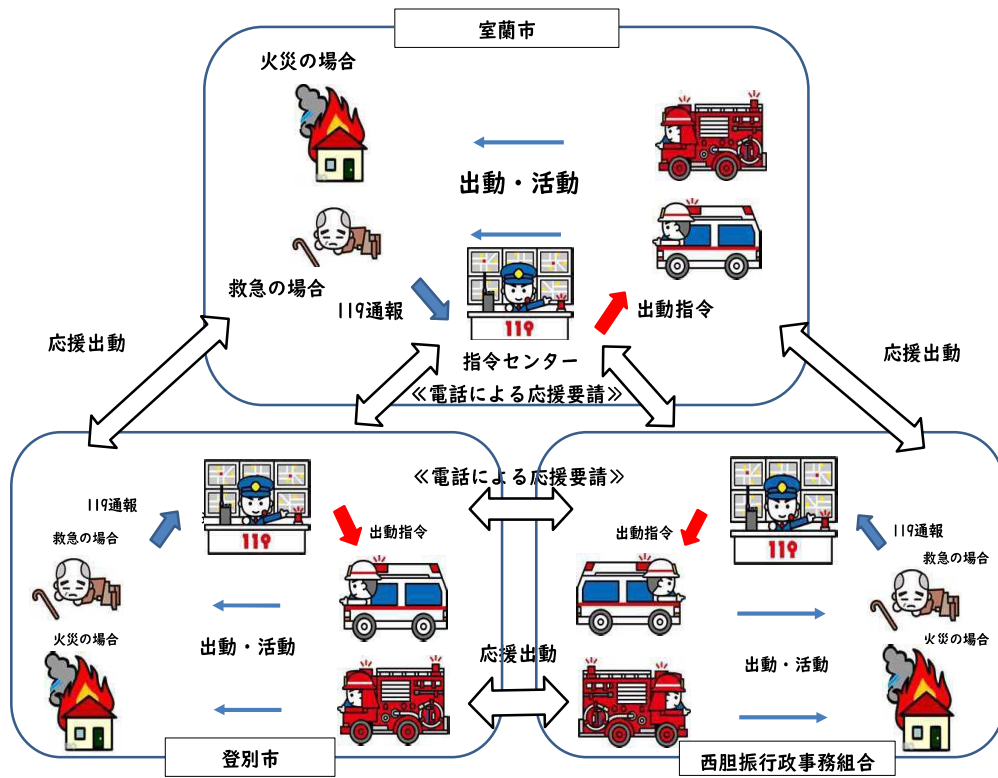 室蘭市
火災の場合
出動・活動
救急の場合
119通報
119
出動指令
指令センター
応援出動
応援出動
≪電話による応援要請≫
≪電話による応援要請≫
119通報
救急の場合
119
出動指令
火災の場合
出動・活動
登別市
応援出動
出動指令
119
119通報
救急の場合
火災の場合
出動・活動
西胆振行政事務組合